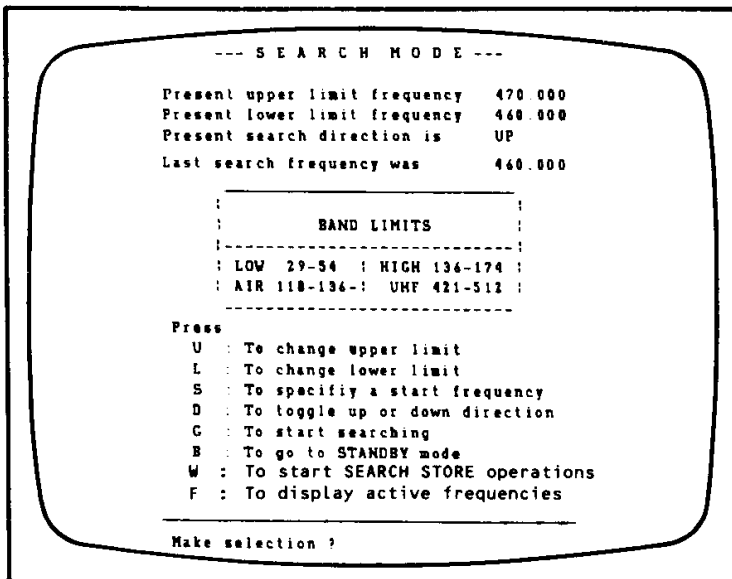 --- S E A R C H  M O D E ---
Present upper limit frequency 470.000
Present lower limit frequency 460.000
Present search direction is UP
Last search frequency was 460.000
BAND LIMITS
LOW 29-54 : HIGH 136-174
AIR 118-136-: UHF 421-512
Press
U : To change upper limit
L : To change lower limit
S : To specifiy a start frequency
D : To toggle up or down direction
G : To start searching
B : To go to STANDBY mode
W : To start SEARCH STORE operations
F : To display active frequencies
Make selection ?